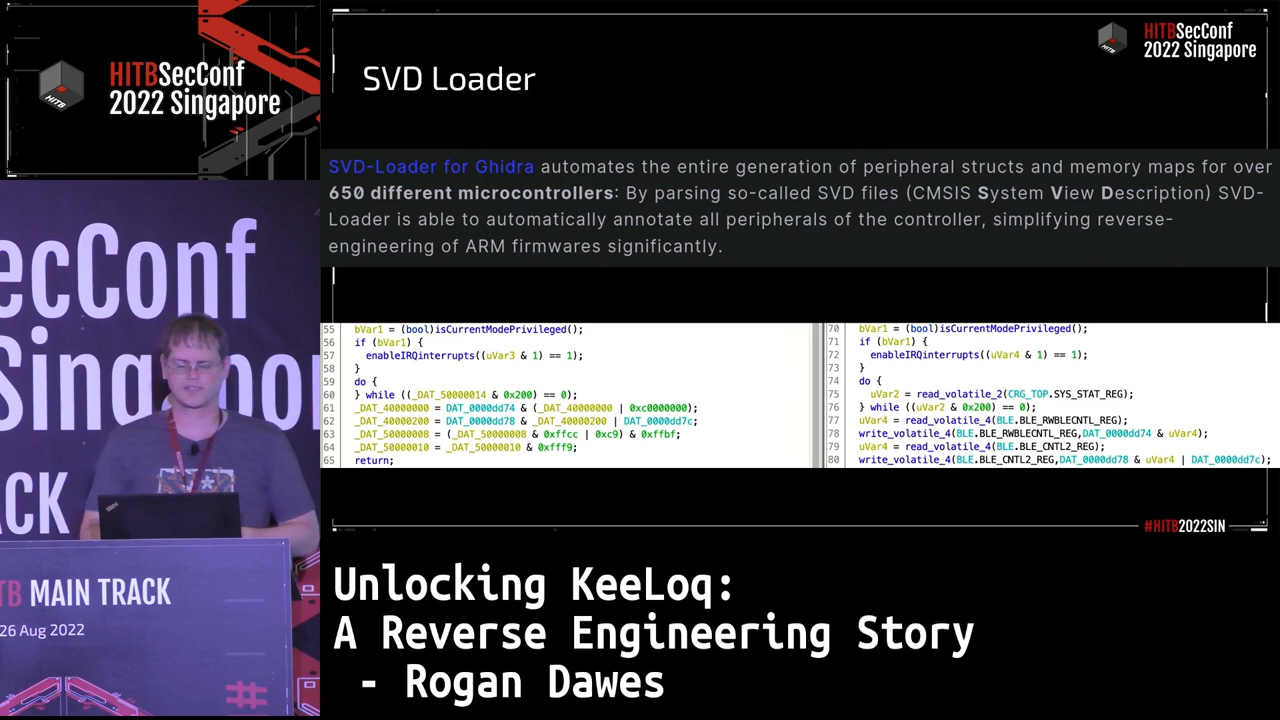 HITBSecConf
2022 Singapore
HITB
HITBSecConf
2022 Singapore
HITB
SVD Loader
SVD-Loader for Ghidra automates the entire generation of peripheral structs and memory maps for over
650 different microcontrollers: By parsing so-called SVD files (CMSIS System View Description) SVD-
Loader is able to automatically annotate all peripherals of the controller, simplifying reverse-
engineering of ARM firmwares significantly.
55 bVar1 = (bool)isCurrentModePrivileged();
56 if (bVar1) {
57 enableIRQinterrupts((uVar3 & 1) == 1);
58 }
59 do {
60 } while ((_DAT_50000014 & 0x200) == 0);
61 _DAT_40000000 = DAT_0000dd74 & (_DAT_40000000 | 0xc0000000);
62 _DAT_40000200 = DAT_0000dd78 & _DAT_40000200 | DAT_0000dd7c;
63 _DAT_50000008 = (_DAT_50000008 & 0xffcc | 0xc9) & 0xffbf;
64 _DAT_50000010 = _DAT_50000010 & 0xfff9;
65 return;
70 bVar1 = (bool)isCurrentModePrivileged();
71 if (bVar1) {
72 enableIRQinterrupts((uVar4 & 1) == 1);
73 }
74 do {
75 uVar2 = read_volatile_2(CRG_TOP.SYS_STAT_REG);
76 } while ((uVar2 & 0x200) == 0);
77 uVar4 = read_volatile_4(BLE.BLE_RWBLECNTL_REG);
78 write_volatile_4(BLE.BLE_RWBLECNTL_REG,DAT_0000dd74 & uVar4);
79 uVar4 = read_volatile_4(BLE.BLE_CNTL2_REG);
80 write_volatile_4(BLE.BLE_CNTL2_REG,DAT_0000dd78 & uVar4 | DAT_0000dd7c);
#HITB2022SIN
ecConf
Singapor
CK
TB MAIN TRACK
26 Aug 2022
#
Unlocking KeeLoq:
A Reverse Engineering Story
- Rogan Dawes